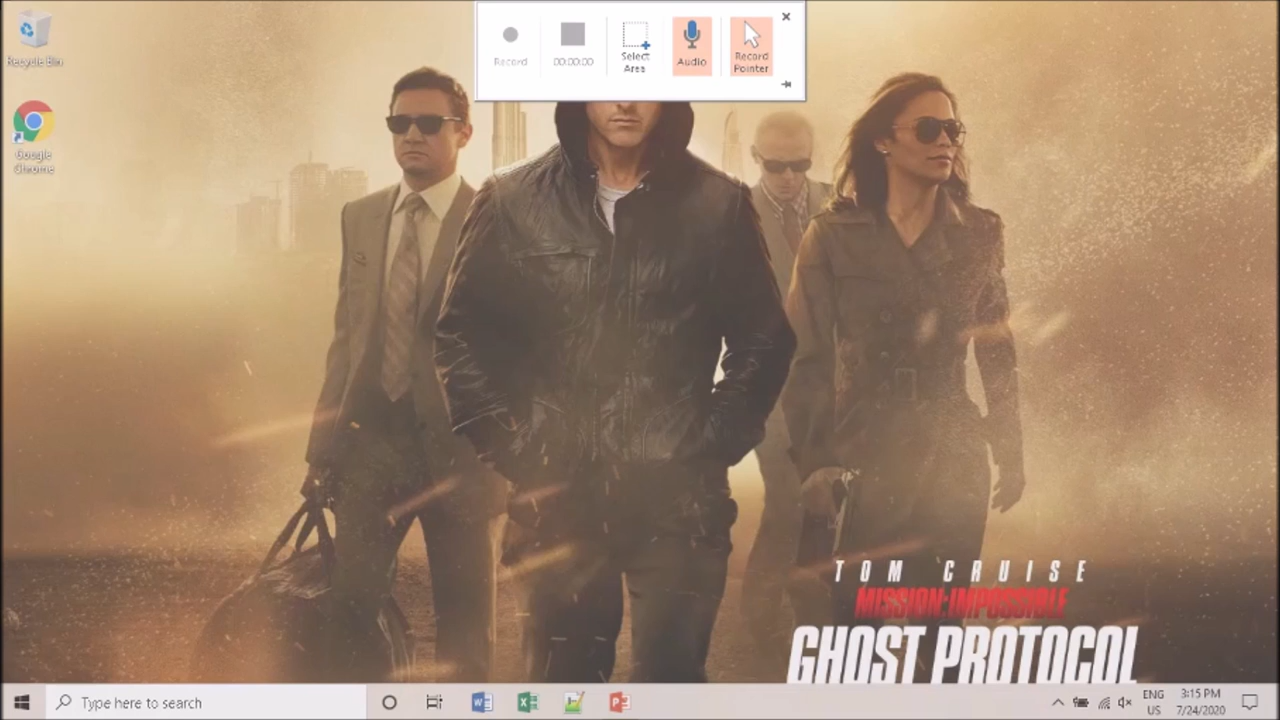 Recycle Bin
Google
Chrome
Record
00:00:00
Select
Area
Audio
Record
Pointer
TOM CRUISE
MISSION: IMPOSSIBLE
GHOST PROTOCOL
Type here to search
ENG
US
3:15 PM
7/24/2020